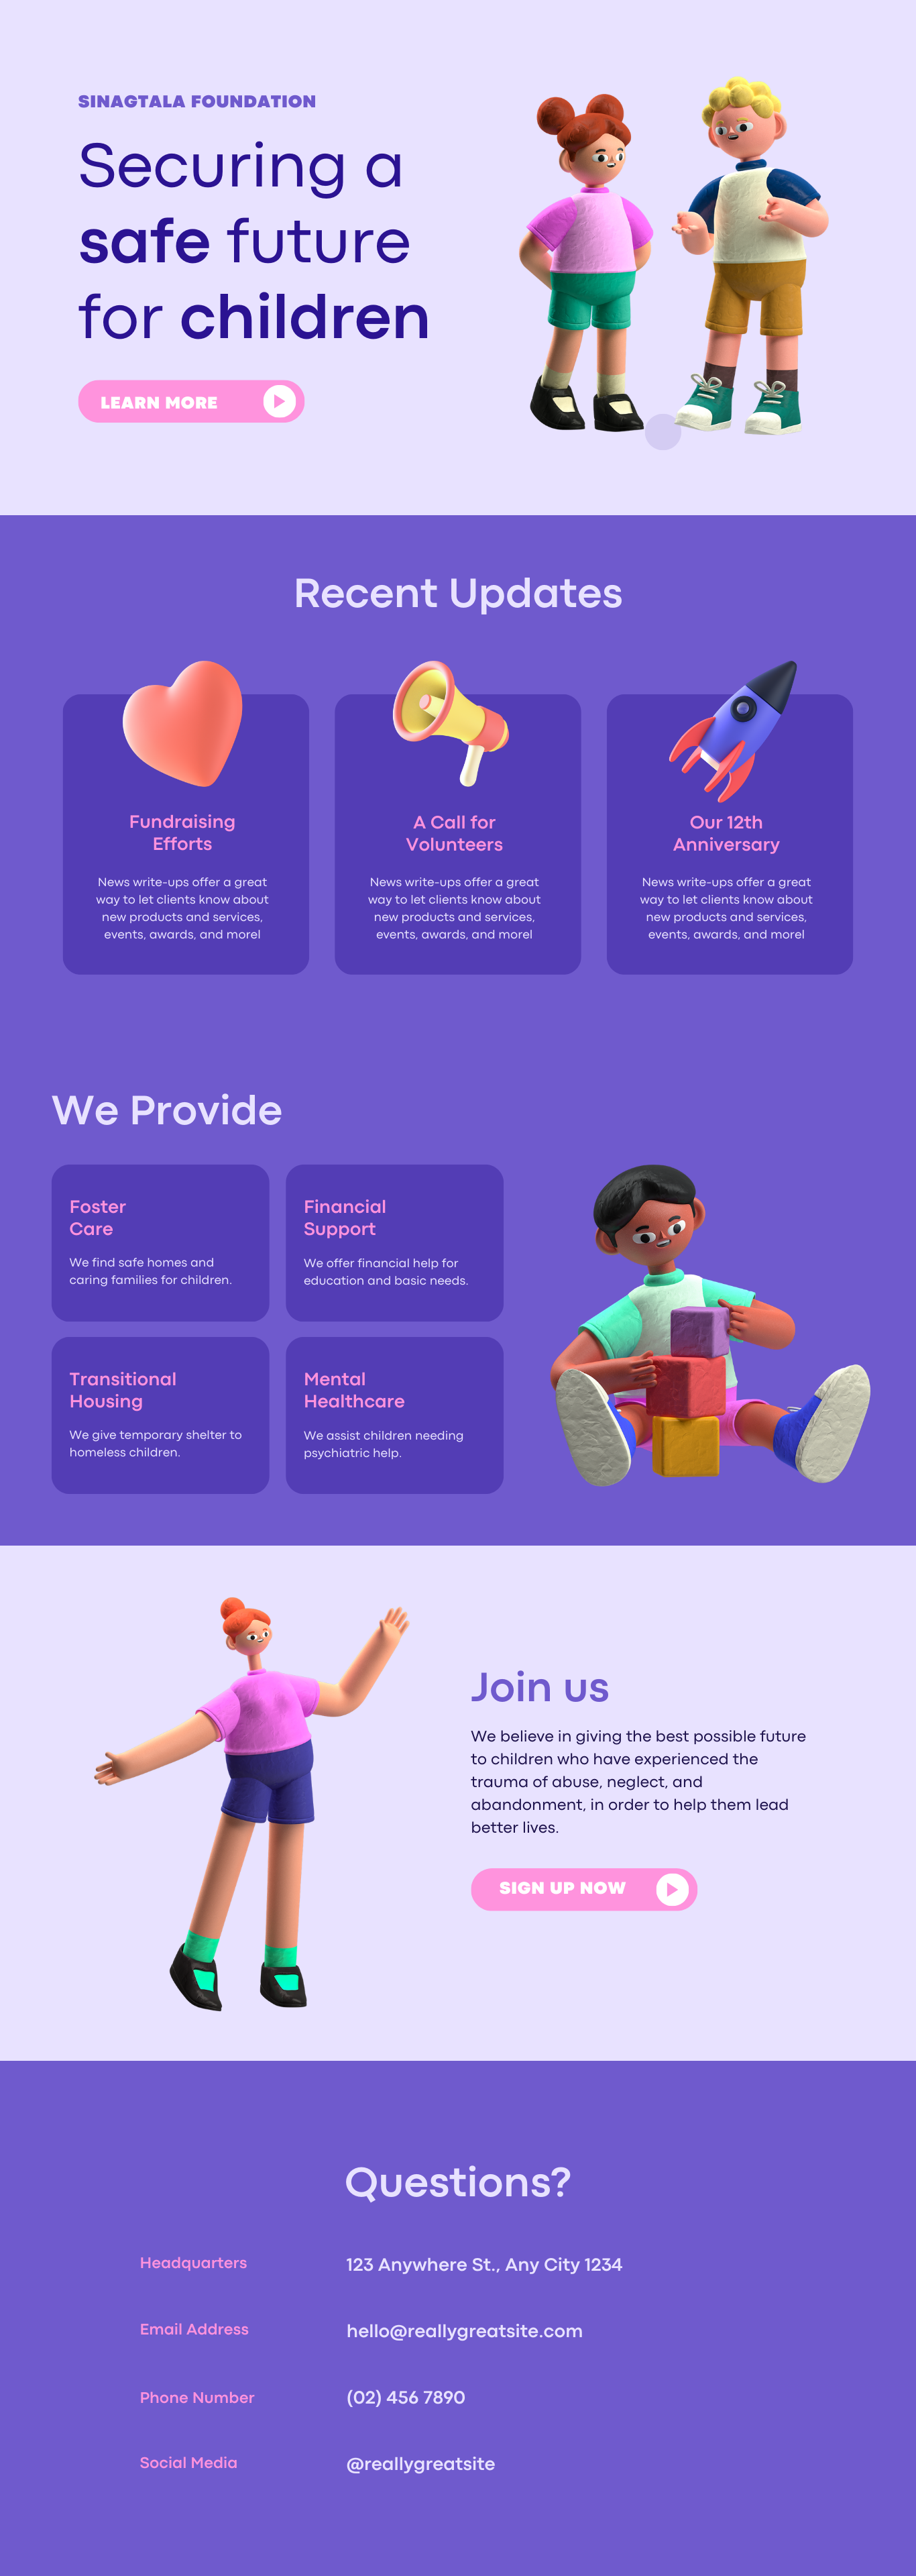 SINAGTALA FOUNDATION
Securing a
safe future
for children
LEARN MORE
Recent Updates
Fundraising
Efforts
News write-ups offer a great
way to let clients know about
new products and services,
events, awards, and more!
A Call for
Volunteers
News write-ups offer a great
way to let clients know about
new products and services,
events, awards, and more!
Our 12th
Anniversary
News write-ups offer a great
way to let clients know about
new products and services,
events, awards, and more!
We Provide
Foster
Care
We find safe homes and
caring families for children.
Financial
Support
We offer financial help for
education and basic needs.
Transitional
Housing
We give temporary shelter to
homeless children.
Mental
Healthcare
We assist children needing
psychiatric help.
Join us
We believe in giving the best possible future
to children who have experienced the
trauma of abuse, neglect, and
abandonment, in order to help them lead
better lives.
SIGN UP NOW
Questions?
Headquarters
123 Anywhere St., Any City 1234
Email Address
hello@reallygreatsite.com
Phone Number
(02) 456 7890
Social Media
@reallygreatsite